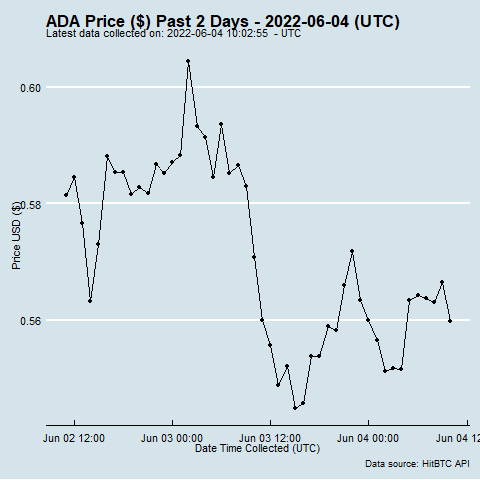 ADA Price ($) Past 2 Days - 2022-06-04 (UTC)
Latest data collected on: 2022-06-04 10:02:55 - UTC
0.60
0.58
0.56
Price USD ($)
Jun 02 12:00
Jun 03 00:00
Jun 03 12:00
Jun 04 00:00
Jun 04 12
Date Time Collected (UTC)
Data source: HitBTC API